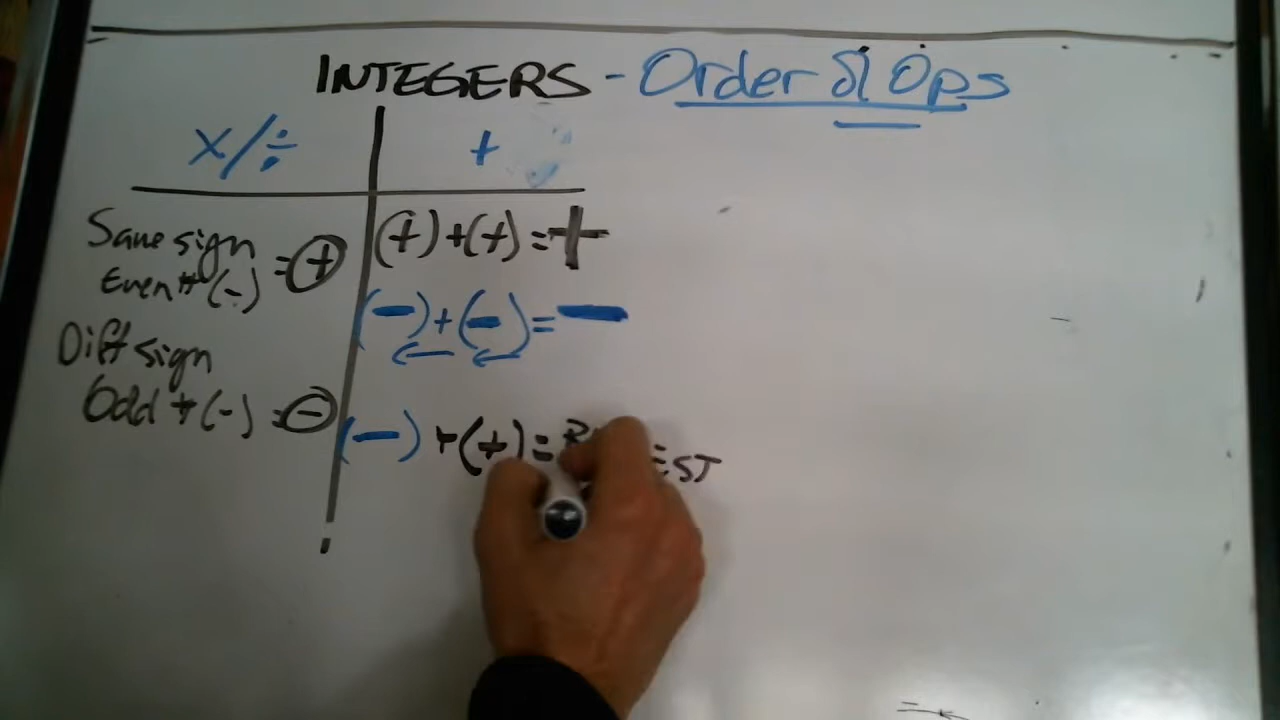 INTEGERS - Order of Ops
x/÷ +
Same sign
Even # (-) = +
Diff sign
Odd # (-) = -
(+) + (+) = +
(-) + (-) = -
(-) + (+) =